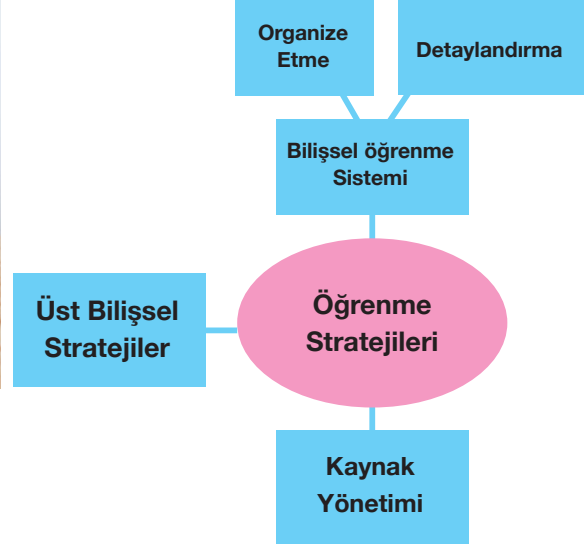 Organize
Etme
Detaylandırma
Bilişsel öğrenme
Sistemi
Üst Bilişsel
Stratejiler
Öğrenme
Stratejileri
Kaynak
Yönetimi